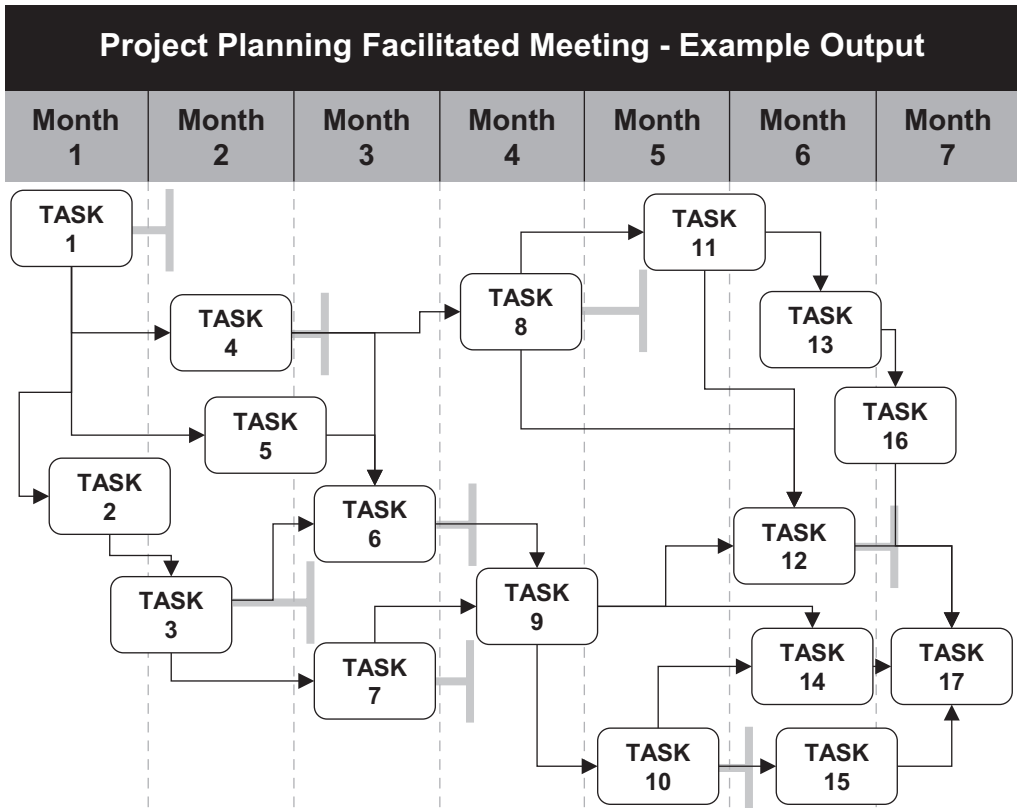 Project Planning Facilitated Meeting - Example Output
Month
1
Month
2
Month
3
Month
4
Month
5
Month
6
Month
7
TASK
1
TASK
2
TASK
3
TASK
4
TASK
5
TASK
6
TASK
7
TASK
8
TASK
9
TASK
10
TASK
11
TASK
12
TASK
13
TASK
14
TASK
15
TASK
16
TASK
17